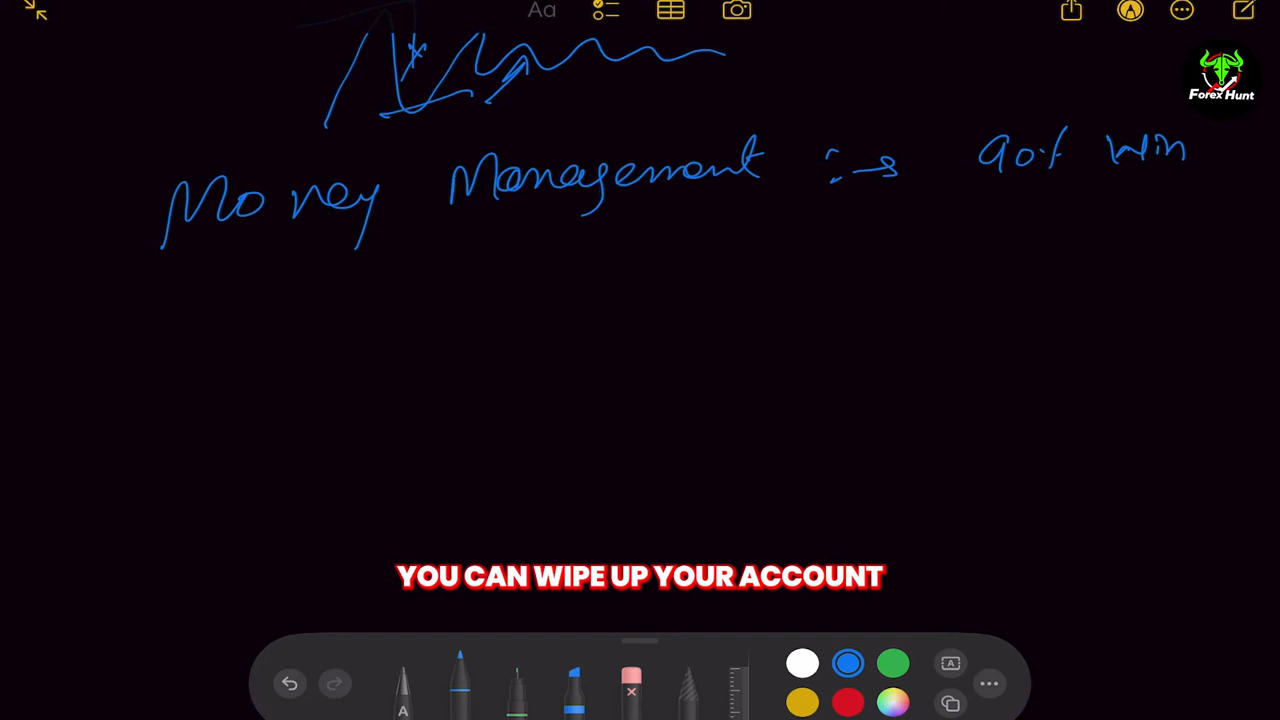 Aa
Forex Hunt
Money Management :→ 90% Win
YOU CAN WIPE UP YOUR ACCOUNT
A
A